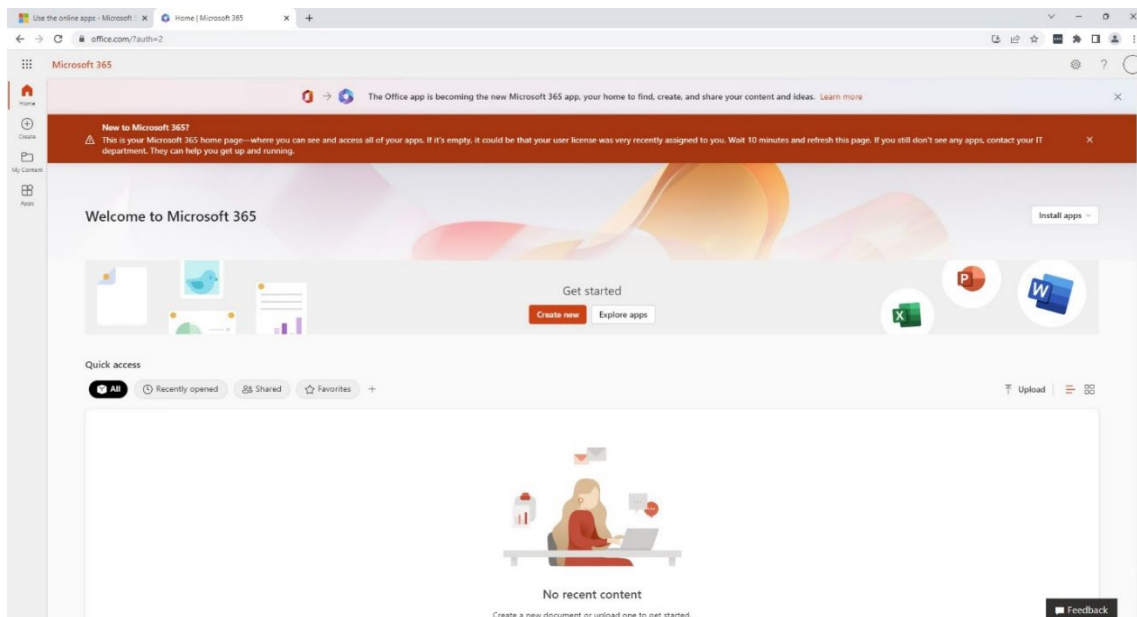 Use the online apps - Microsoft S
Home | Microsoft 365
office.com/?auth=2
Microsoft 365
Home
Create
My Content
Apps
The Office app is becoming the new Microsoft 365 app, your home to find, create, and share your content and ideas. Learn more
New to Microsoft 365?
This is your Microsoft 365 home page—where you can see and access all of your apps. If it's empty, it could be that your user license was very recently assigned to you. Wait 10 minutes and refresh this page. If you still don't see any apps, contact your IT
department. They can help you get up and running.
Welcome to Microsoft 365
Install apps
Get started
Create new
Explore apps
P
W
X
Quick access
All
Recently opened
Shared
Favorites
Upload
No recent content
Create a new document or upload one to get started.
Feedback